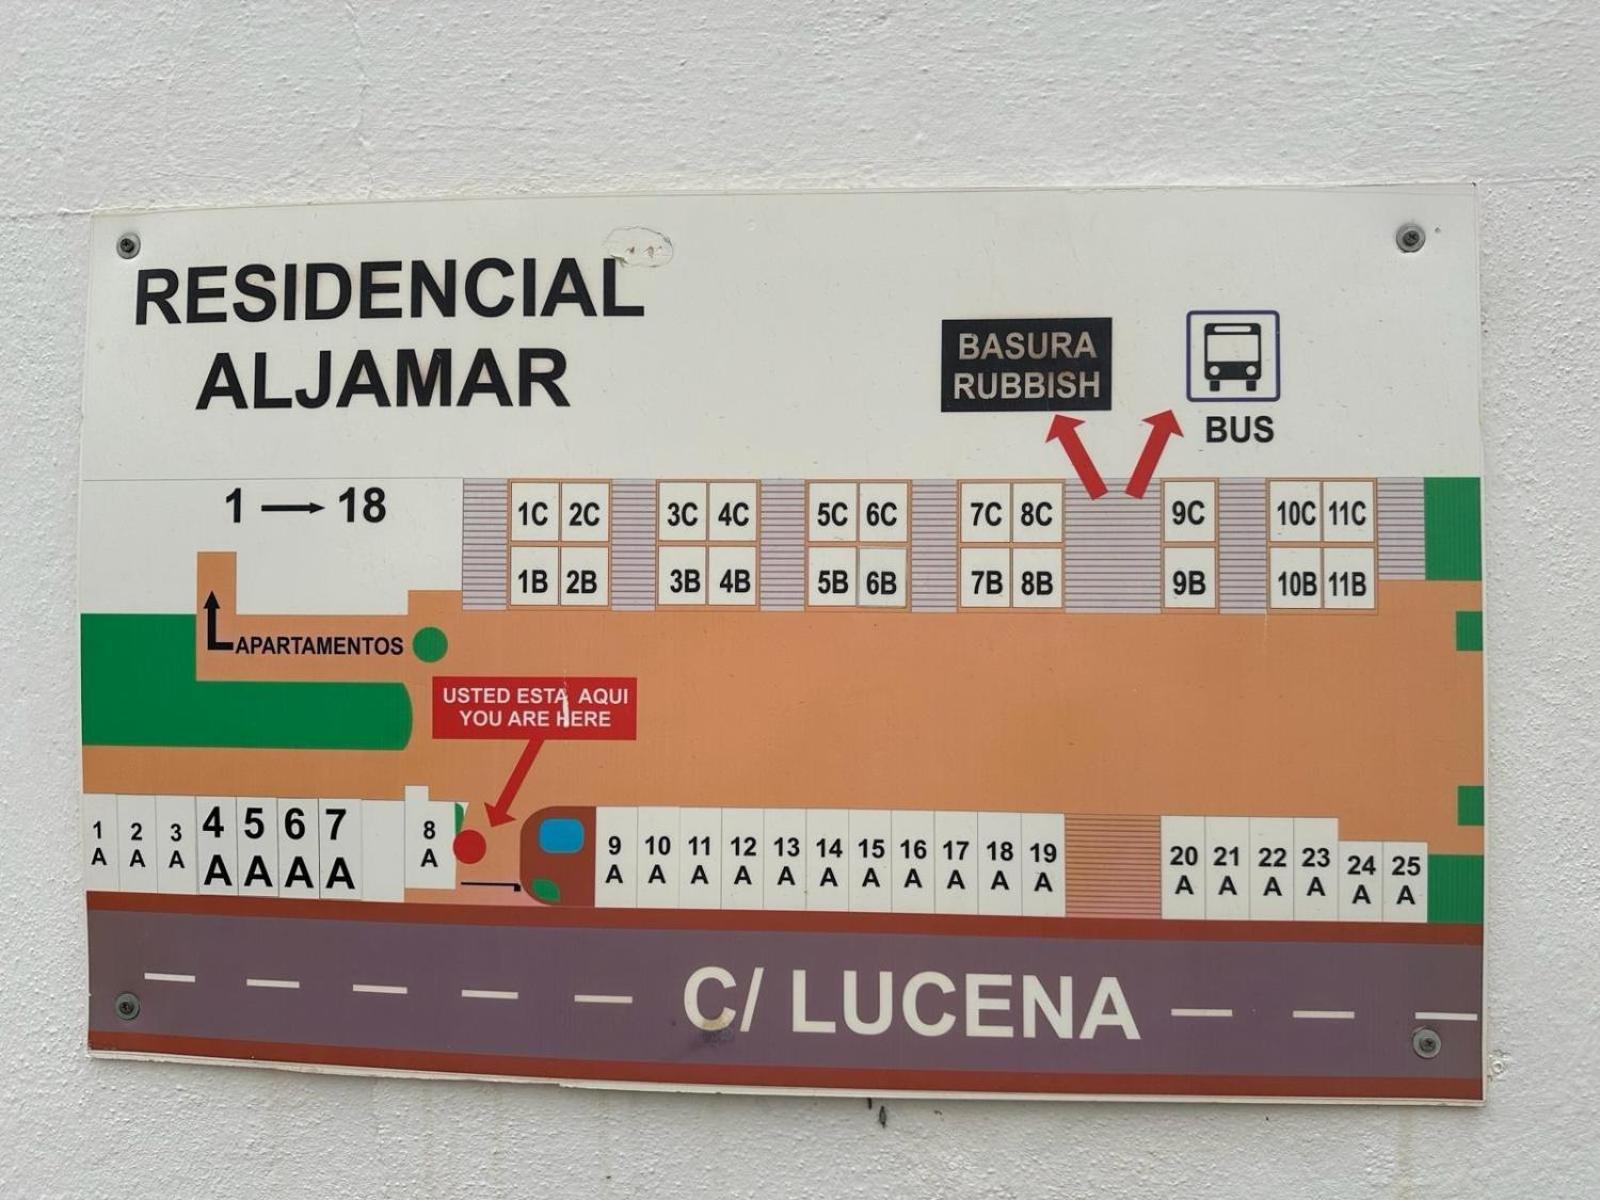 RESIDENCIAL
ALJAMAR
BASURA
RUBBISH
BUS
1 → 18
1C 2C 3C 4C 5C 6C 7C 8C 9C 10C 11C
1B 2B 3B 4B 5B 6B 7B 8B 9B 10B 11B
APARTAMENTOS
USTED ESTA AQUI
YOU ARE HERE
1 2 3 4 5 6 7 8 9 10 11 12 13 14 15 16 17 18 19 20 21 22 23 24 25
A A A A A A A A A A A A A A A A A A A A A A A A A
C/ LUCENA